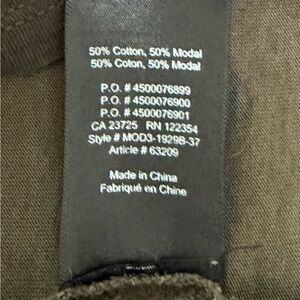 50% Cotton, 50% Modal
50% Coton, 50% Modal
P.O. # 4500076899
P.O. # 4500076900
P.O. # 4500076901
CA 23725 RN 122354
Style # MOD3-1929B-37
Article # 63209
Made in China
Fabriqué en Chine